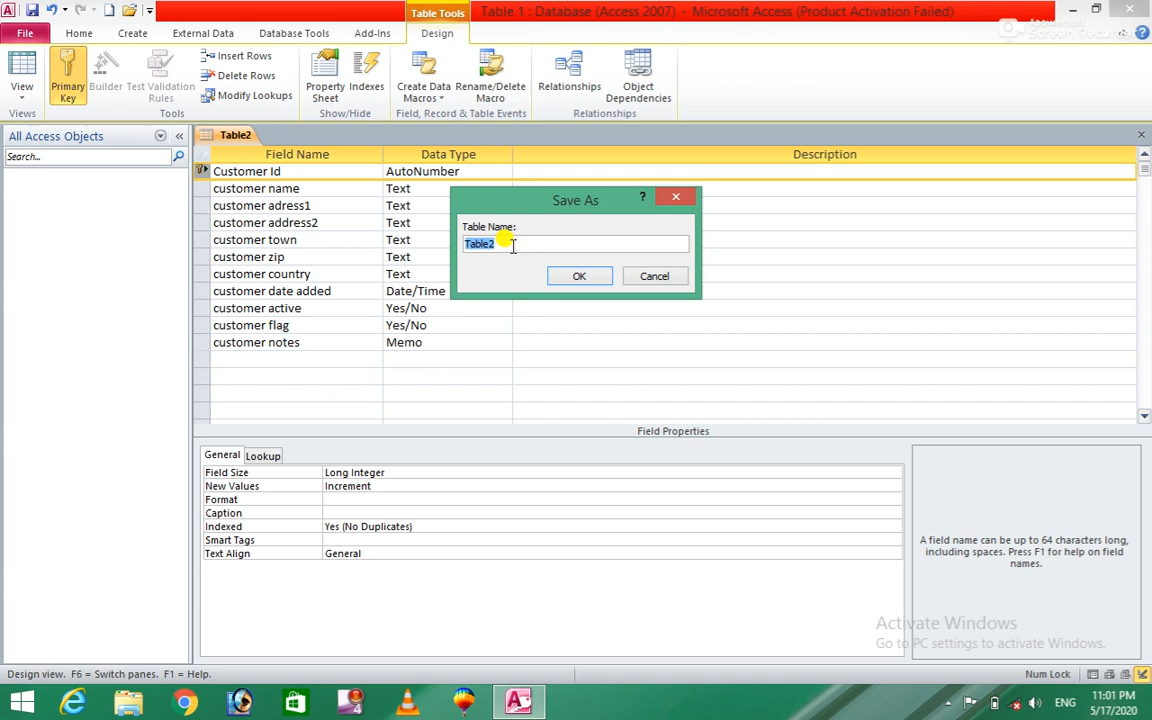 Table Tools
Table 1 : Database (Access 2007) - Microsoft Access (Product Activation Failed)
File
Home
Create
External Data
Database Tools
Add-Ins
Design
View
Primary Key
Builder
Test Validation Rules
Insert Rows
Delete Rows
Modify Lookups
Property Sheet
Indexes
Create Data Macros
Rename/Delete Macro
Relationships
Object Dependencies
Views
Tools
Show/Hide
Field, Record & Table Events
Relationships
All Access Objects
Search...
Table2
Field Name Data Type Description
Customer Id AutoNumber
customer name Text
customer adress1 Text
customer address2 Text
customer town Text
customer zip Text
customer country Text
customer date added Date/Time
customer active Yes/No
customer flag Yes/No
customer notes Memo
Save As
?
Table Name:
Table2
OK
Cancel
Field Properties
General Lookup
Field Size Long Integer
New Values Increment
Format
Caption
Indexed Yes (No Duplicates)
Smart Tags
Text Align General
A field name can be up to 64 characters long,
including spaces. Press F1 for help on field
names.
Activate Windows
Go to PC settings to activate Windows.
Design view. F6 = Switch panes. F1 = Help.
Num Lock
ENG
11:01 PM
5/17/2020